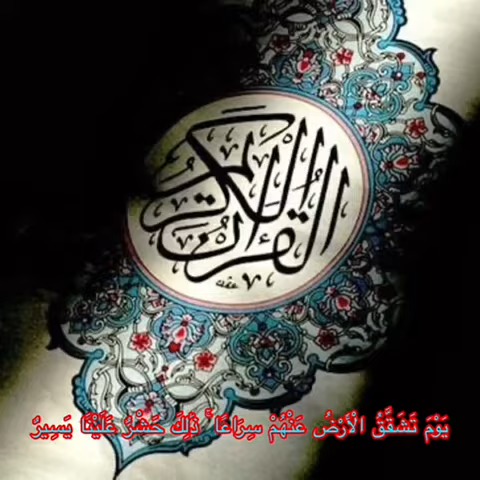 القرآن الكريم
يَوْمَ تَشَقَّقُ الْأَرْضُ عَنْهُمْ سِرَاعًا ۚ ذَٰلِكَ حَشْرٌ عَلَيْنَا يَسِيرٌ